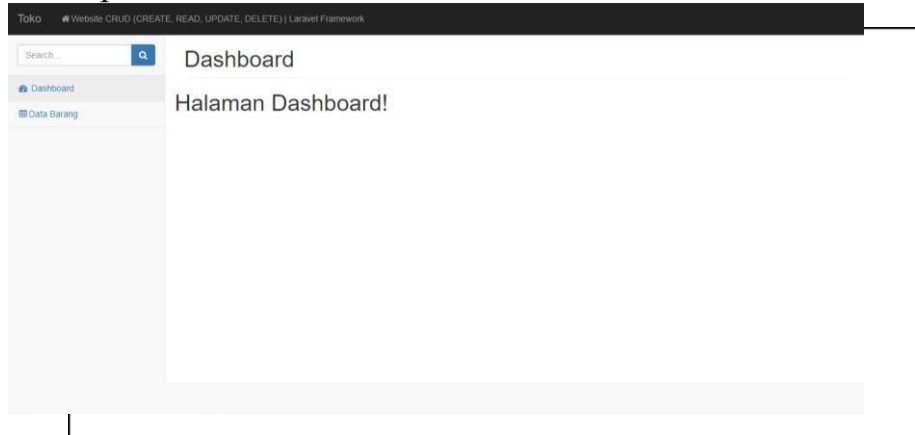 Toko Website CRUD (CREATE, READ, UPDATE, DELETE) | Laravel Framework
Search...
Dashboard
Dashboard
Data Barang
Halaman Dashboard!